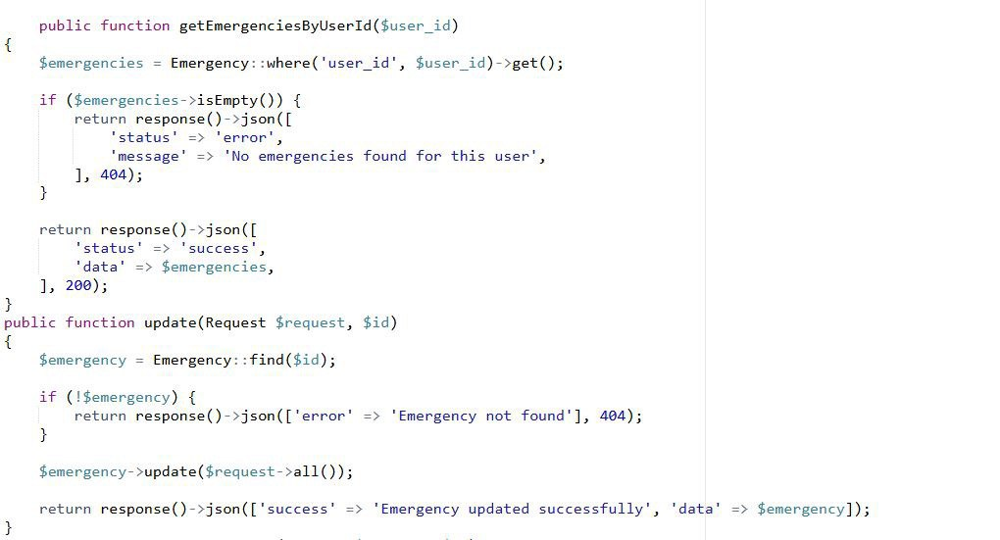 public function getEmergenciesByUserId($user_id)
{
$emergencies = Emergency::where('user_id', $user_id)->get();
if ($emergencies->isEmpty()) {
return response()->json([
'status' => 'error',
'message' => 'No emergencies found for this user',
], 404);
}
return response()->json([
'status' => 'success',
'data' => $emergencies,
], 200);
}
public function update(Request $request, $id)
{
$emergency = Emergency::find($id);
if (!$emergency) {
return response()->json(['error' => 'Emergency not found'], 404);
}
$emergency->update($request->all());
return response()->json(['success' => 'Emergency updated successfully', 'data' => $emergency]);
}